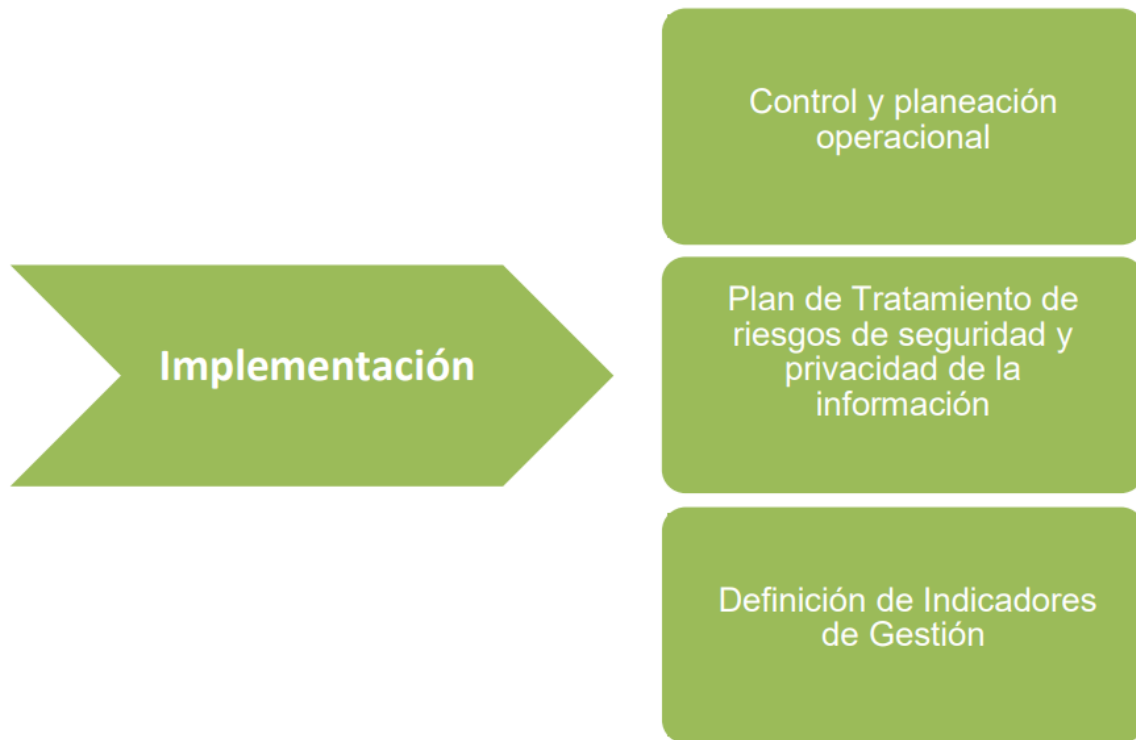 Control y planeación
operacional
Implementación
Plan de Tratamiento de
riesgos de seguridad y
privacidad de la
información
Definición de Indicadores
de Gestión